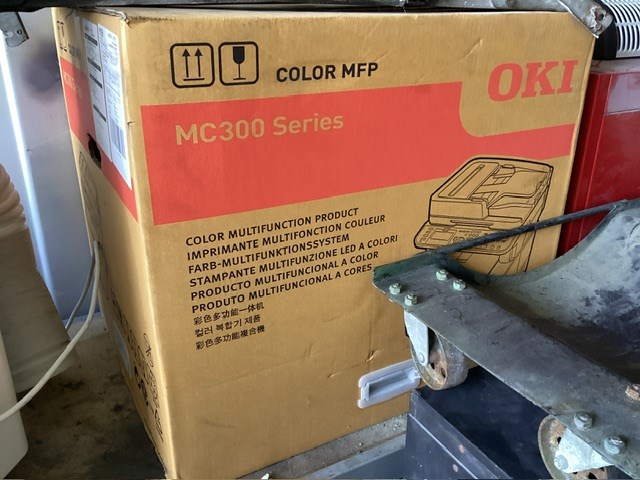 COLOR MFP
OKI
MC300 Series
COLOR MULTIFUNCTION PRODUCT
IMPRIMANTE MULTIFONCTION COULEUR
FARB-MULTIFUNKTIONSSYSTEM
STAMPANTE MULTIFUNZIONE LED A COLORI
PRODUCTO MULTIFUNCIONAL A COLOR
PRODUTO MULTIFUNCIONAL A CORES
彩色多功能一体机
컬러 복합기 제품
彩色多功能複合機